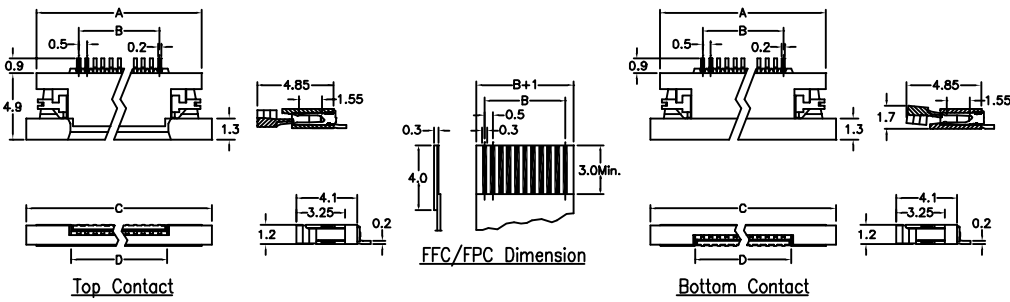 A
B
0.5
0.2
0.9
4.9
1.3
4.85
1.55
C
D
Top Contact
1.2
4.1
3.25
0.2
B+1
B
0.5
0.3
0.3
4.0
3.0Min.
FFC/FPC Dimension
A
B
0.5
0.2
0.9
1.3
4.85
1.55
1.7
C
D
Bottom Contact
1.2
4.1
3.25
0.2